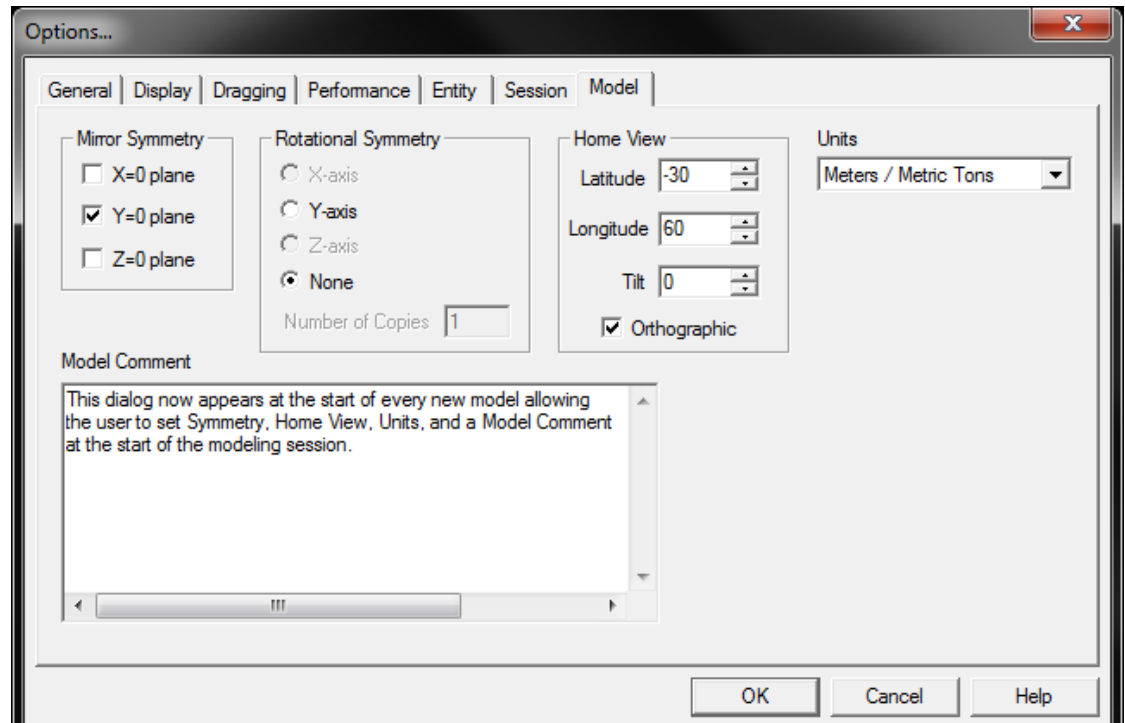 Options...
General Display Dragging Performance Entity Session Model
Mirror Symmetry
X=0 plane
Y=0 plane
Z=0 plane
Rotational Symmetry
X-axis
Y-axis
Z-axis
None
Number of Copies 1
Home View
Latitude -30
Longitude 60
Tilt 0
Orthographic
Units
Meters / Metric Tons
Model Comment
This dialog now appears at the start of every new model allowing
the user to set Symmetry, Home View, Units, and a Model Comment
at the start of the modeling session.
OK Cancel Help